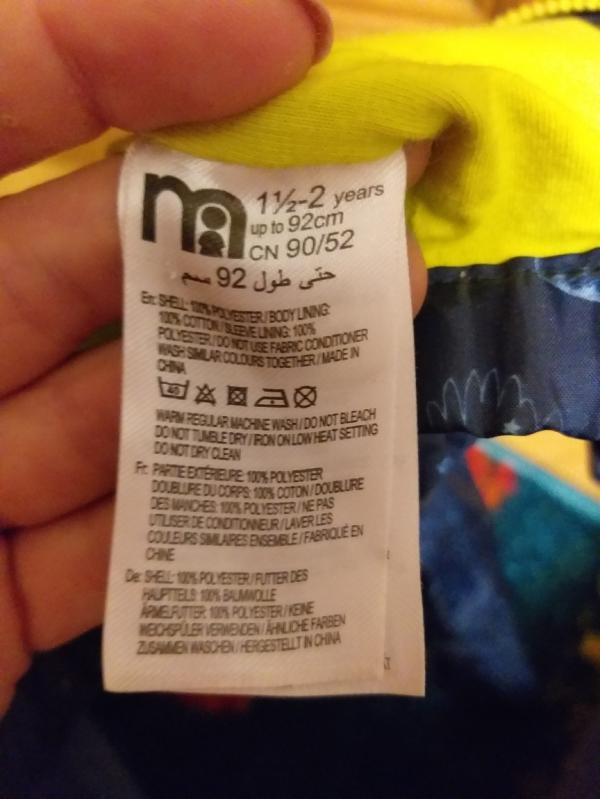 m
1½-2 years
up to 92cm
CN 90/52
حتى طول 92 سم
En: SHELL: 100% POLYESTER / BODY LINING:
100% COTTON / SLEEVE LINING: 100%
POLYESTER / DO NOT USE FABRIC CONDITIONER
WASH SIMILAR COLOURS TOGETHER / MADE IN
CHINA
40
WARM REGULAR MACHINE WASH / DO NOT BLEACH
DO NOT TUMBLE DRY / IRON ON LOW HEAT SETTING
DO NOT DRY CLEAN
Fr: PARTIE EXTÉRIEURE: 100% POLYESTER
DOUBLURE DU CORPS: 100% COTON / DOUBLURE
DES MANCHES: 100% POLYESTER / NE PAS
UTILISER DE CONDITIONNEUR / LAVER LES
COULEURS SIMILAIRES ENSEMBLE / FABRIQUÉ EN
CHINE
De: SHELL: 100% POLYESTER / FUTTER DES
HAUPTTEILS: 100% BAUMWOLLE
ÄRMELFUTTER: 100% POLYESTER / KEINE
WEICHSPÜLER VERWENDEN / ÄHNLICHE FARBEN
ZUSAMMEN WASCHEN / HERGESTELLT IN CHINA